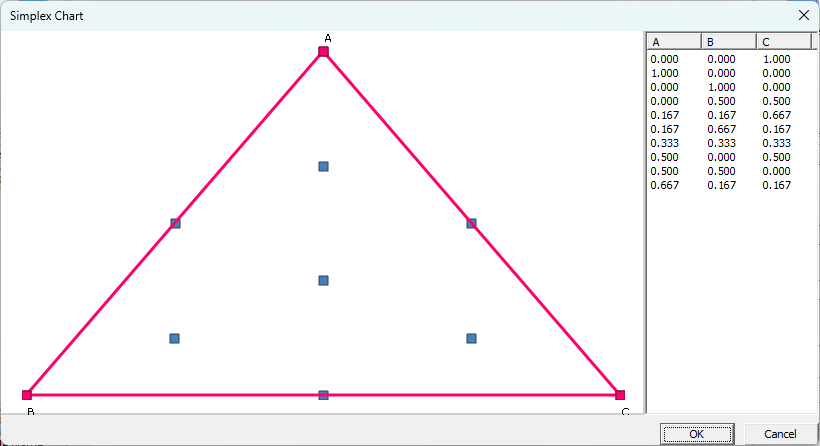 Simplex Chart
A
B
C
A B C
0.000 0.000 1.000
1.000 0.000 0.000
0.000 1.000 0.000
0.000 0.500 0.500
0.167 0.167 0.667
0.167 0.667 0.167
0.333 0.333 0.333
0.500 0.000 0.500
0.500 0.500 0.000
0.667 0.167 0.167
OK Cancel